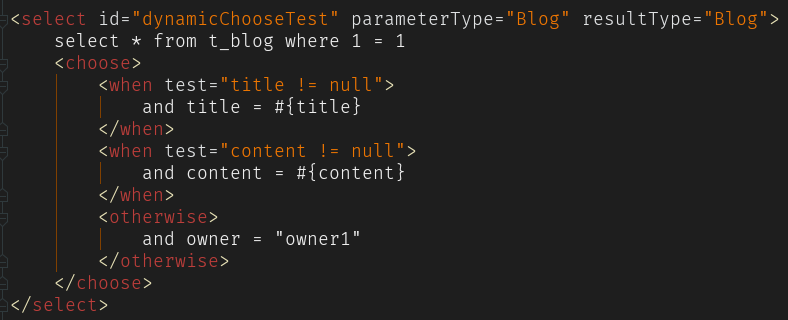 <select id="dynamicChooseTest" parameterType="Blog" resultType="Blog">
    select * from t_blog where 1 = 1
    <choose>
        <when test="title != null">
            and title = #{title}
        </when>
        <when test="content != null">
            and content = #{content}
        </when>
        <otherwise>
            and owner = "owner1"
        </otherwise>
    </choose>
</select>